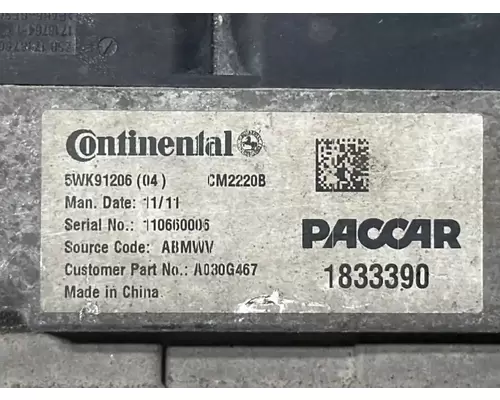 Continental
5WK91206 (04) CM2220B
Man. Date: 11/11
Serial No.: 110660006
Source Code: ABMWV
Customer Part No.: A030G467
Made in China
PACCAR
1833390